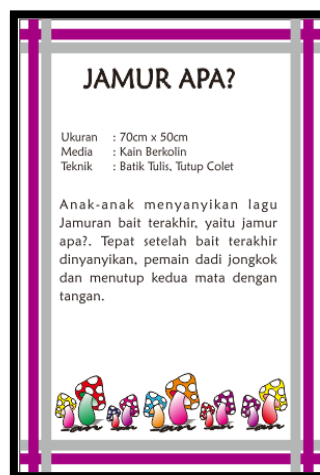 JAMUR APA?
Ukuran : 70cm x 50cm
Media : Kain Berkolin
Teknik : Batik Tulis, Tutup Colet
Anak-anak menyanyikan lagu
Jamuran bait terakhir, yaitu jamur
apa?. Tepat setelah bait terakhir
dinyanyikan, pemain dadi jongkok
dan menutup kedua mata dengan
tangan.